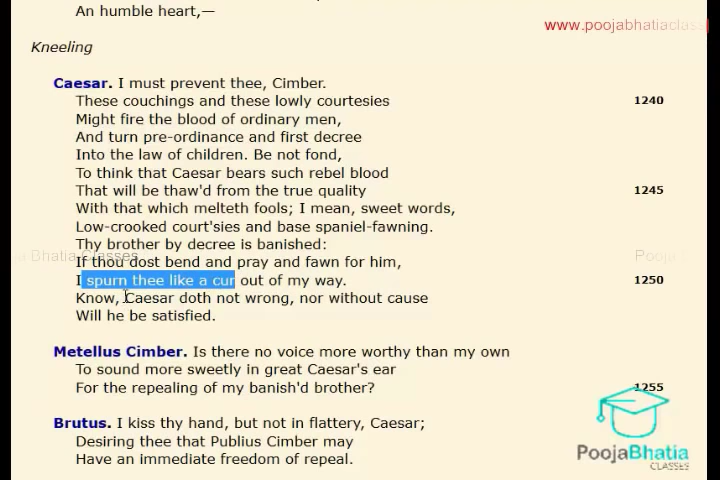 An humble heart,—
www.poojabhatiaclass
Kneeling
Caesar. I must prevent thee, Cimber.
These couchings and these lowly courtesies 1240
Might fire the blood of ordinary men,
And turn pre-ordinance and first decree
Into the law of children. Be not fond,
To think that Caesar bears such rebel blood
That will be thaw'd from the true quality 1245
With that which melteth fools; I mean, sweet words,
Low-crooked court'sies and base spaniel-fawning.
Thy brother by decree is banished:
If thou dost bend and pray and fawn for him,
I spurn thee like a cur out of my way. 1250
Know, Caesar doth not wrong, nor without cause
Will he be satisfied.
Metellus Cimber. Is there no voice more worthy than my own
To sound more sweetly in great Caesar's ear
For the repealing of my banish'd brother? 1255
Brutus. I kiss thy hand, but not in flattery, Caesar;
Desiring thee that Publius Cimber may
Have an immediate freedom of repeal.
PoojaBhatia
CLASSES